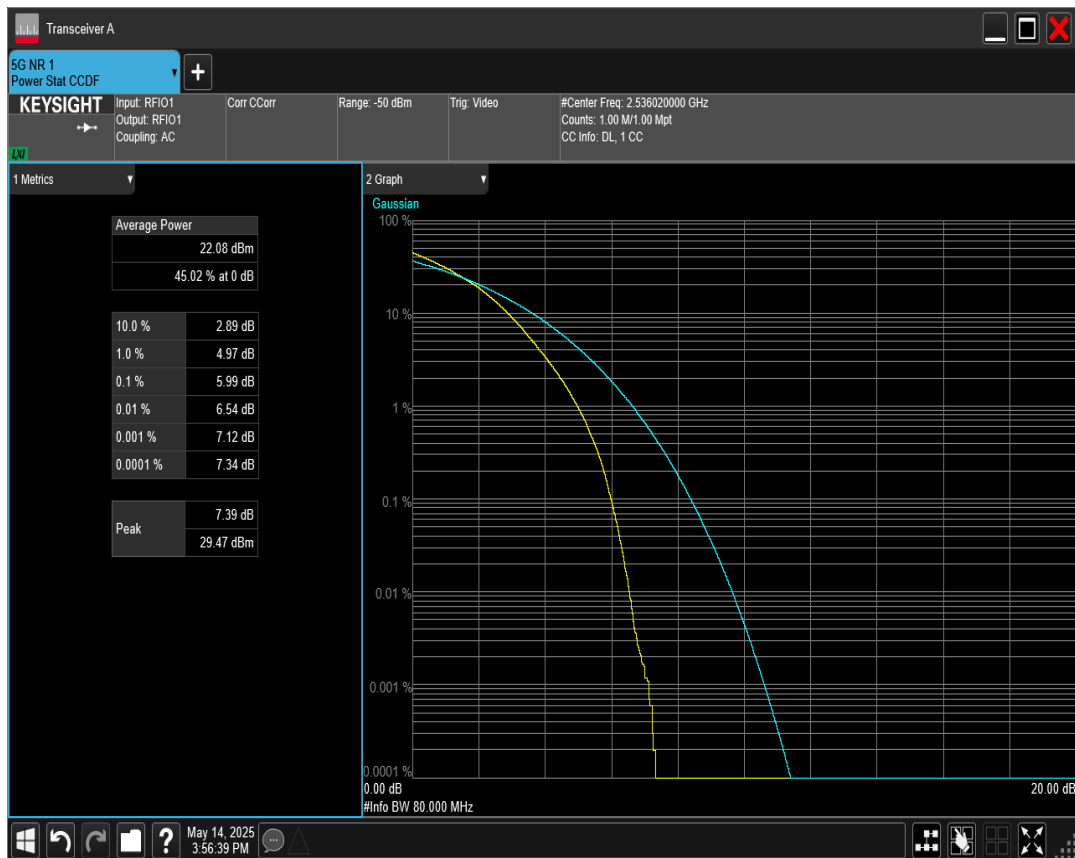 Transceiver A
5G NR 1
Power Stat CCDF
KEYSIGHT
LXI
Input: RFIO1
Output: RFIO1
Coupling: AC
Corr CCorr
Range: -50 dBm
Trig: Video
#Center Freq: 2.536020000 GHz
Counts: 1.00 M/1.00 Mpt
CC Info: DL, 1 CC
1 Metrics
Average Power
22.08 dBm
45.02 % at 0 dB
10.0 % 2.89 dB
1.0 % 4.97 dB
0.1 % 5.99 dB
0.01 % 6.54 dB
0.001 % 7.12 dB
0.0001 % 7.34 dB
Peak 7.39 dB
29.47 dBm
2 Graph
Gaussian
100 %
10 %
1 %
0.1 %
0.01 %
0.001 %
0.0001 %
0.00 dB 20.00 dB
#Info BW 80.000 MHz
May 14, 2025
3:56:39 PM